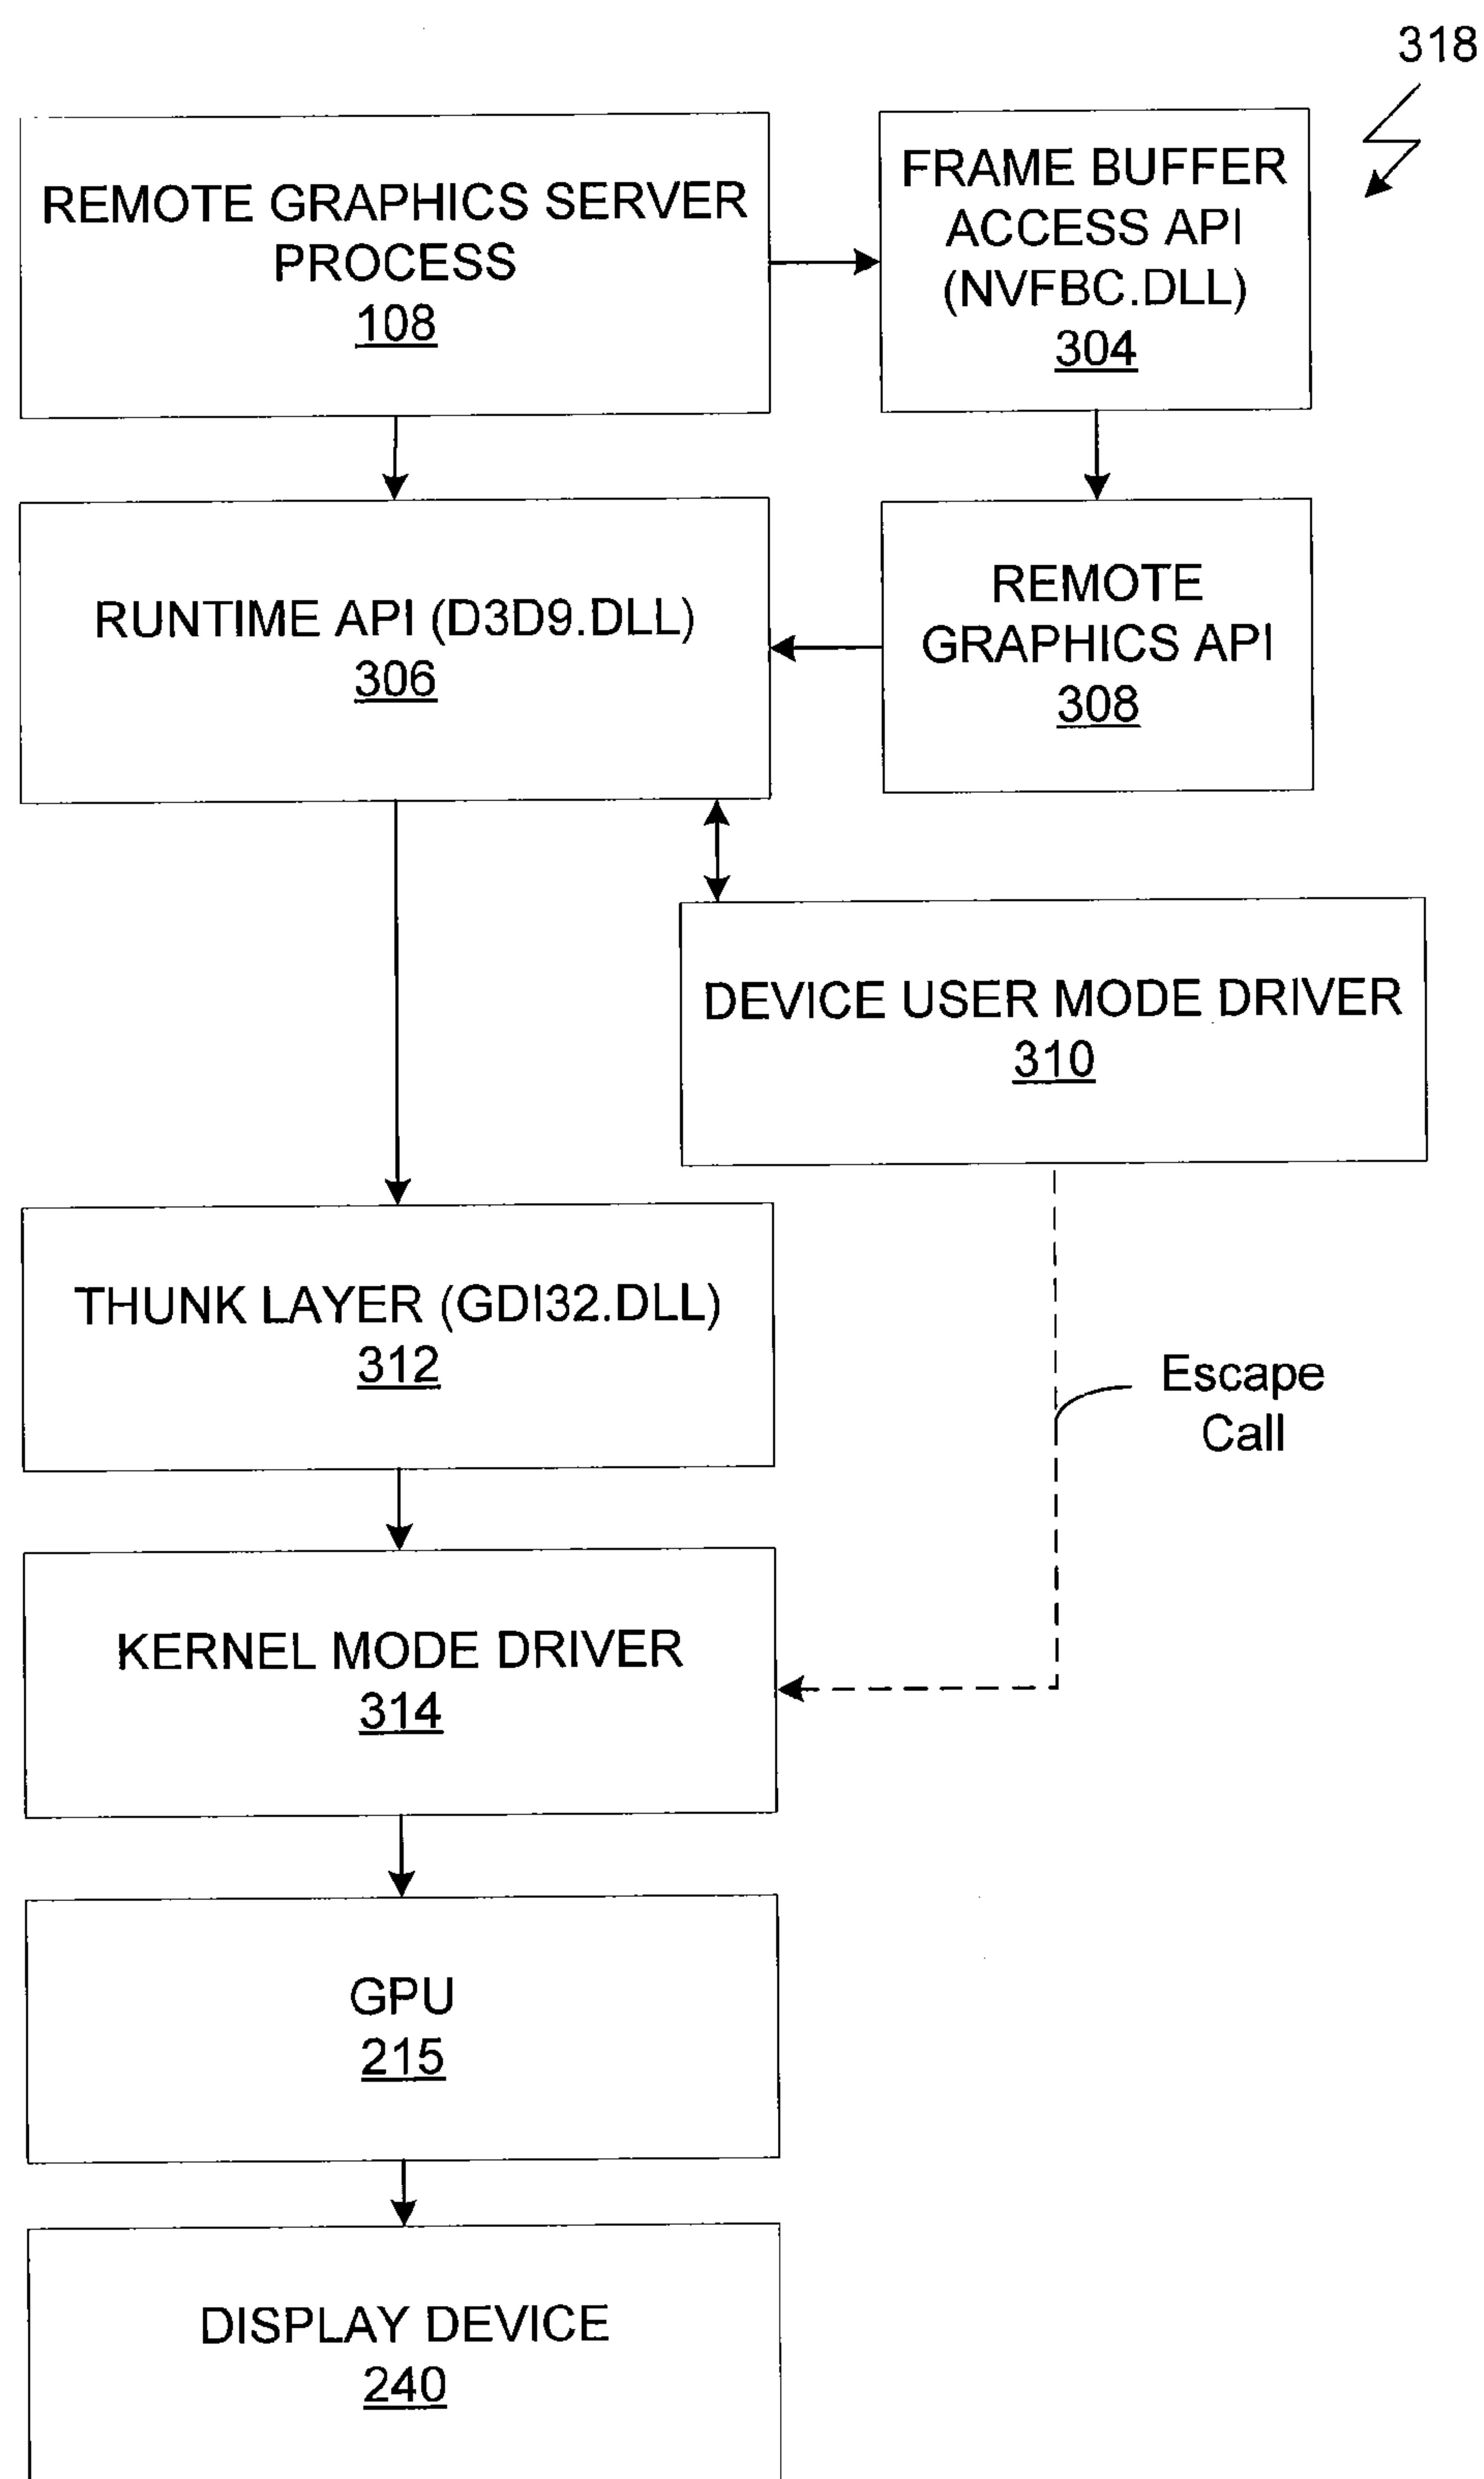 318
REMOTE GRAPHICS SERVER
PROCESS
108
FRAME BUFFER
ACCESS API
(NVFBC.DLL)
304
RUNTIME API (D3D9.DLL)
306
REMOTE
GRAPHICS API
308
DEVICE USER MODE DRIVER
310
THUNK LAYER (GDI32.DLL)
312
Escape
Call
KERNEL MODE DRIVER
314
GPU
215
DISPLAY DEVICE
240